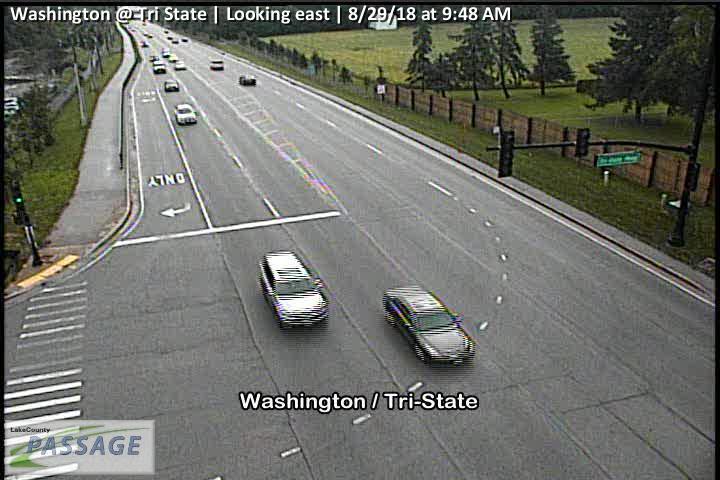 Washington @ Tri State | Looking east | 8/29/18 at 9:48 AM
ONLY
Washington / Tri-State
LakeCounty
PASSAGE